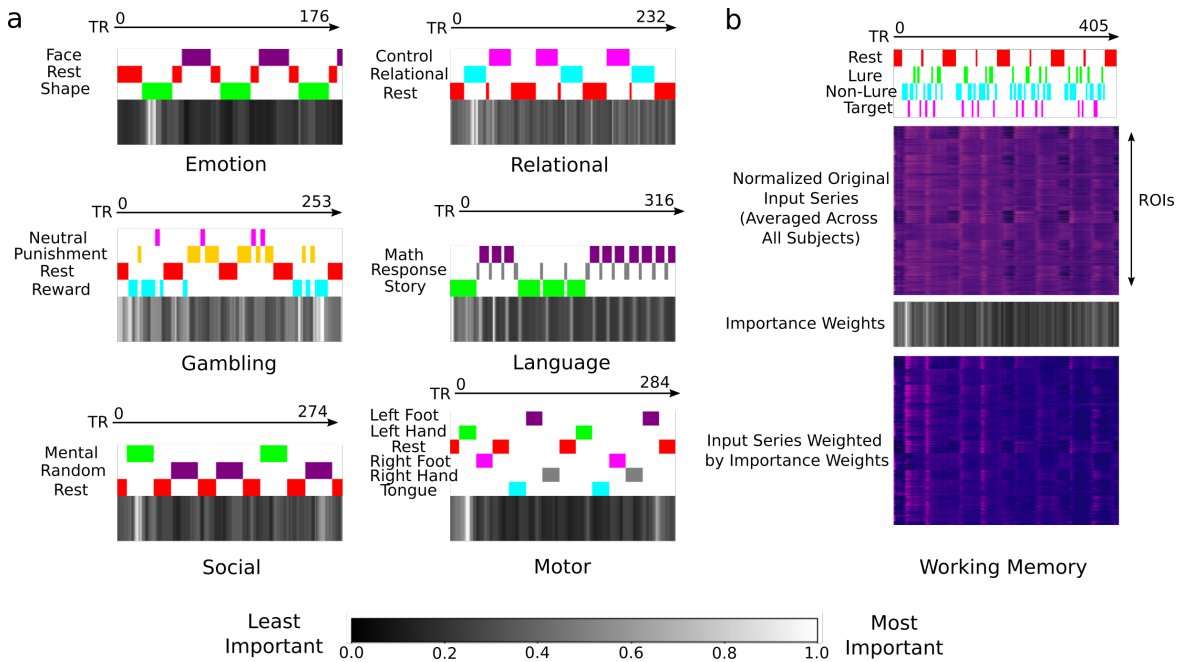 a
TR
0
176
Face
Rest
Shape
Emotion
TR
0
232
Control
Relational
Rest
Relational
TR
0
253
Neutral
Punishment
Rest
Reward
Gambling
TR
0
316
Math
Response
Story
Language
TR
0
274
Mental
Random
Rest
Social
TR
0
284
Left Foot
Left Hand
Rest
Right Foot
Right Hand
Tongue
Motor
b
TR
0
405
Rest
Lure
Non-Lure
Target
Normalized Original
Input Series
(Averaged Across
All Subjects)
ROIs
Importance Weights
Input Series Weighted
by Importance Weights
Working Memory
Least
Important
0.0
0.2
0.4
0.6
0.8
1.0
Most
Important